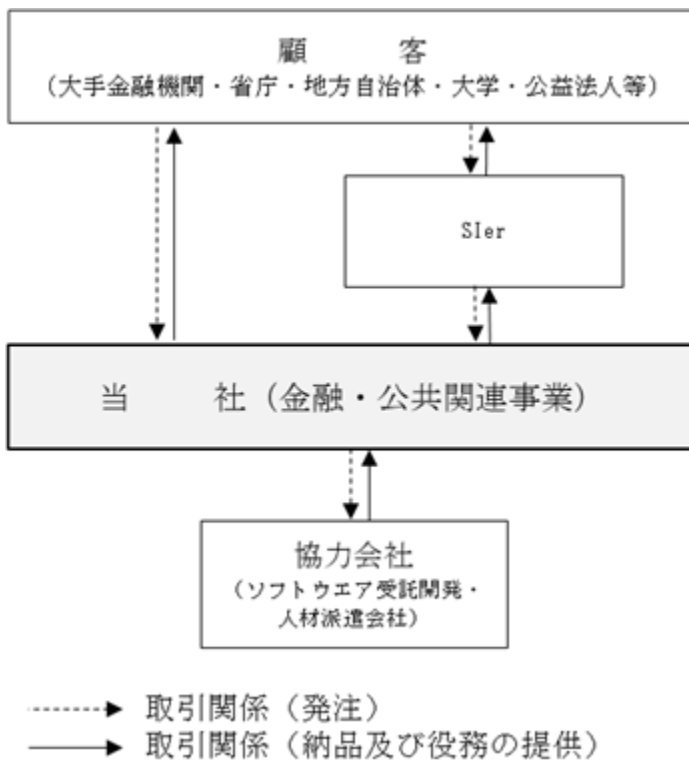 顧　　客
（大手金融機関・省庁・地方自治体・大学・公益法人等）
SIer
当　　社（金融・公共関連事業）
協力会社
（ソフトウエア受託開発・
人材派遣会社）
取引関係（発注）
取引関係（納品及び役務の提供）